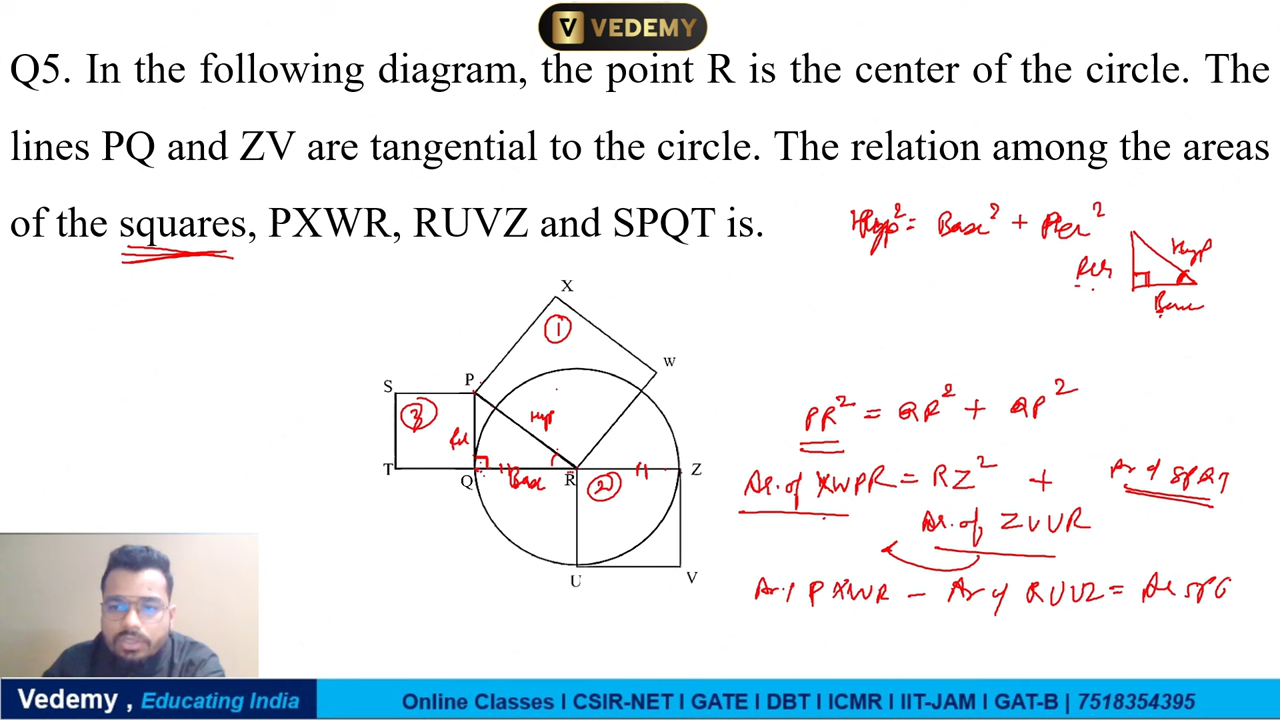 VEDEMY
Q5. In the following diagram, the point R is the center of the circle. The
lines PQ and ZV are tangential to the circle. The relation among the areas
of the squares, PXWR, RUVZ and SPQT is.
Hyp² = Base² + Per²
Hyp
Per
Base
X
1
W
S
P
3
Hyp
PR² = QR² + QP²
T
Q
Base
R
2
Z
Ar. of XWPR = RZ² + Ar of SPQT
Ar. of ZVUR
U
V
Ar. of PXWR – Ar of RUVZ = Ar
Vedemy , Educating India
Online Classes I CSIR-NET I GATE I DBT I ICMR I IIT-JAM I GAT-B | 7518354395